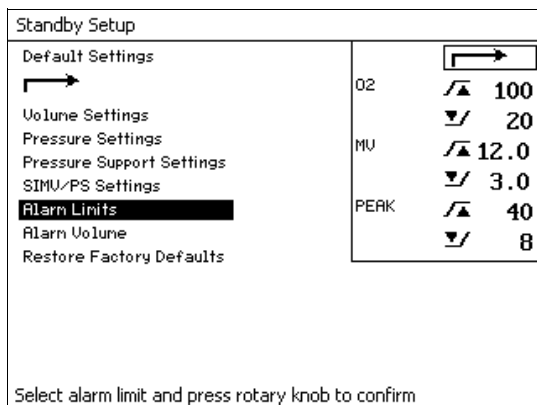 Standby Setup
Default Settings
Volume Settings
Pressure Settings
Pressure Support Settings
SIMV/PS Settings
Alarm Limits
Alarm Volume
Restore Factory Defaults
O2 100
20
MV 12.0
3.0
PEAK 40
8
Select alarm limit and press rotary knob to confirm